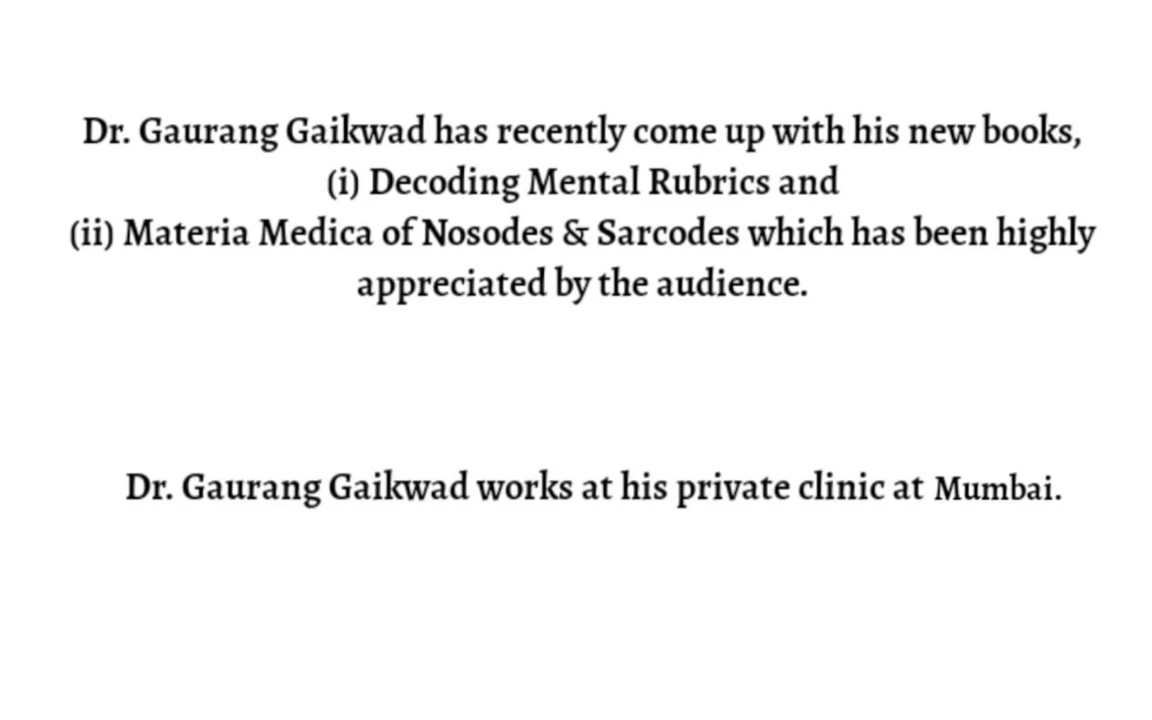 Dr. Gaurang Gaikwad has recently come up with his new books,
(i) Decoding Mental Rubrics and
(ii) Materia Medica of Nosodes & Sarcodes which has been highly
appreciated by the audience.
Dr. Gaurang Gaikwad works at his private clinic at Mumbai.